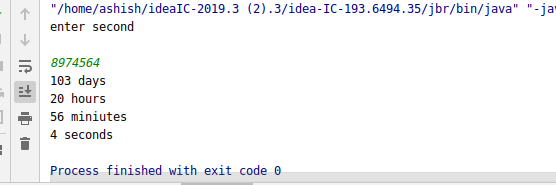 "/home/ashish/ideaIC-2019.3 (2).3/idea-IC-193.6494.35/jbr/bin/java" "-jav
enter second
8974564
103 days
20 hours
56 miniutes
4 seconds
Process finished with exit code 0